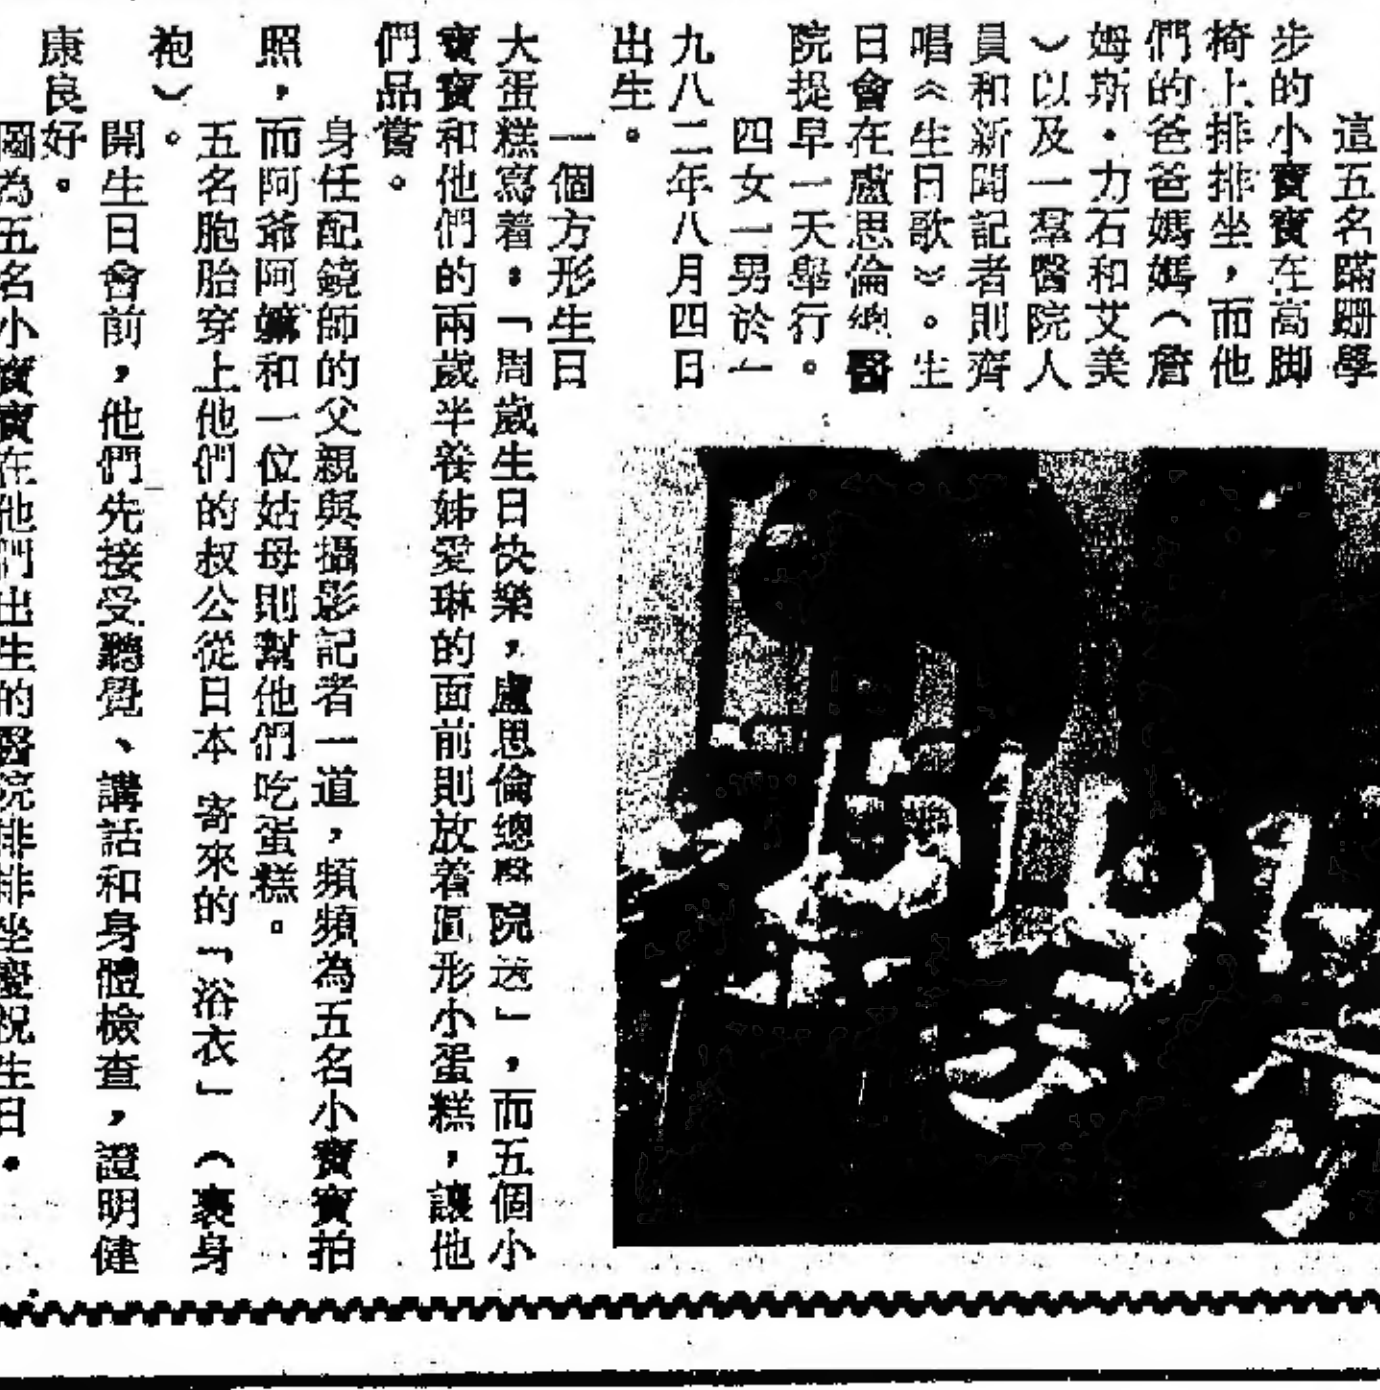 這五名蹣跚學
步的小寶寶在高脚
椅上排排坐，而他
們的爸爸媽媽（詹
姆斯·力石和艾美
）以及一羣醫院人
員和新聞記者則齊
唱《生日歌》。生
日會在盧思倫總醫
院提早一天舉行。
四女一男於一
九八二年八月四日
出生。
一個方形生日
大蛋糕寫着：「周歲生日快樂，盧思倫總醫院送」，而五個小
寶寶和他們的兩歲半養姊愛琳的面前則放着圓形小蛋糕，讓他
們品嘗。
身任配鏡師的父親與攝影記者一道，頻頻為五名小寶寶拍
照，而阿爺阿嫲和一位姑母則幫他們吃蛋糕。
五名胞胎穿上他們的叔公從日本寄來的「浴衣」（裹身
袍）。
開生日會前，他們先接受聽覺、講話和身體檢查，證明健
康良好。
圖為五名小寶寶在他們出生的醫院排排坐慶祝生日。